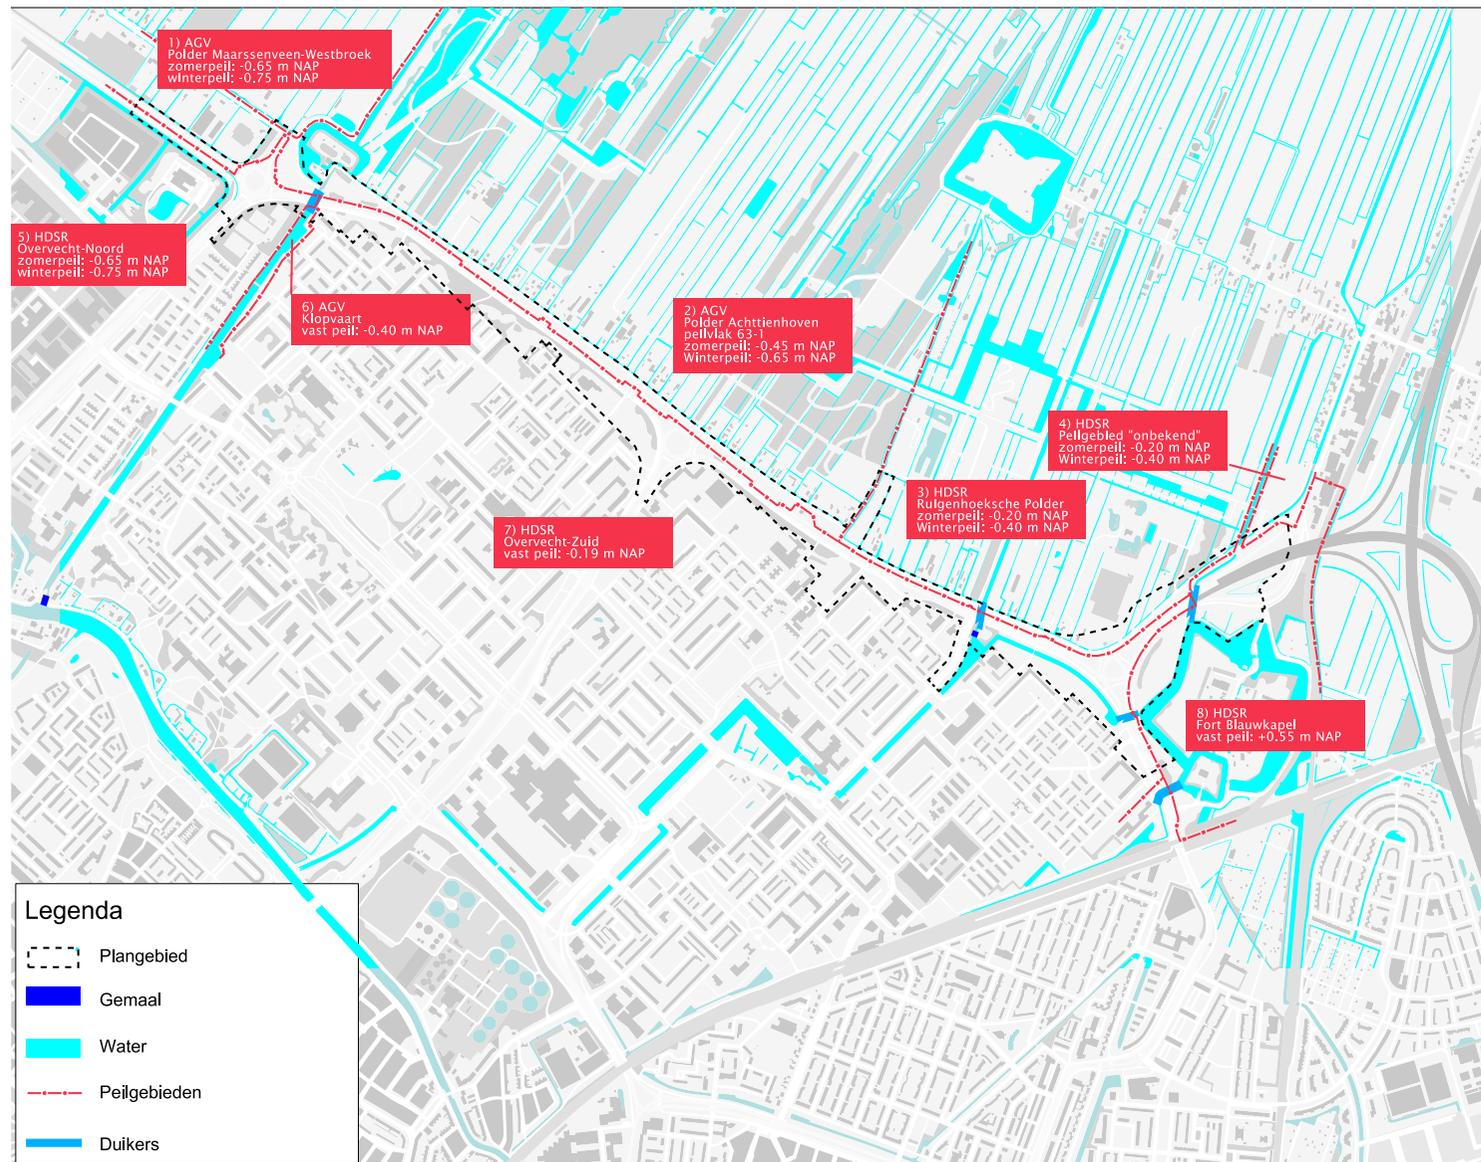 1) AGV
Polder Maarssenveen-Westbroek
zomerpeil: -0.65 m NAP
winterpeil: -0.75 m NAP
5) HDSR
Overvecht-Noord
zomerpeil: -0.65 m NAP
winterpeil: -0.75 m NAP
6) AGV
Klopvaart
vast peil: -0.40 m NAP
2) AGV
Polder Achttienhoven
peilvlak 63-1
zomerpeil: -0.45 m NAP
Winterpeil: -0.65 m NAP
4) HDSR
Peilgebied "onbekend"
zomerpeil: -0.20 m NAP
Winterpeil: -0.40 m NAP
3) HDSR
Ruigenhoeksche Polder
zomerpeil: -0.20 m NAP
Winterpeil: -0.40 m NAP
7) HDSR
Overvecht-Zuid
vast peil: -0.19 m NAP
8) HDSR
Fort Blauwkapel
vast peil: +0.55 m NAP
Legenda
Plangebied
Gemaal
Water
Peilgebieden
Duikers